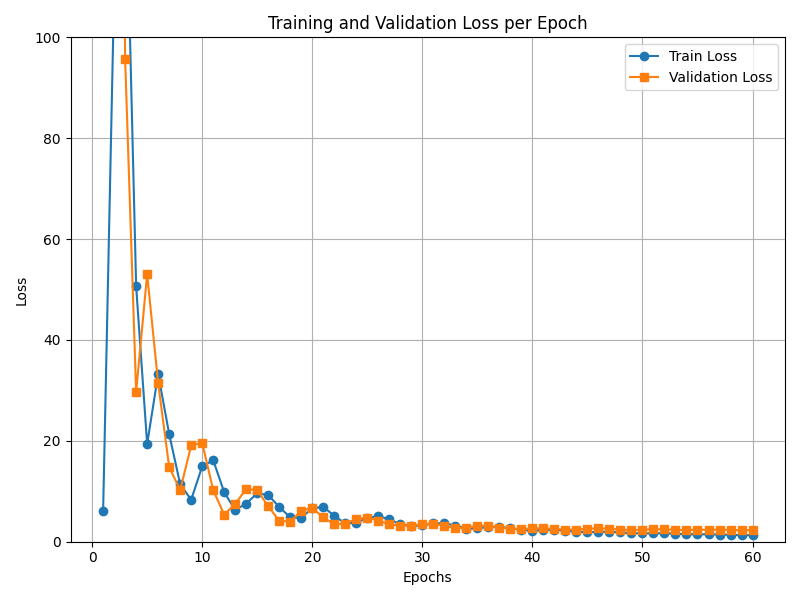 Training and Validation Loss per Epoch
100
80
60
40
20
0
Loss
Train Loss
Validation Loss
0 10 20 30 40 50 60
Epochs